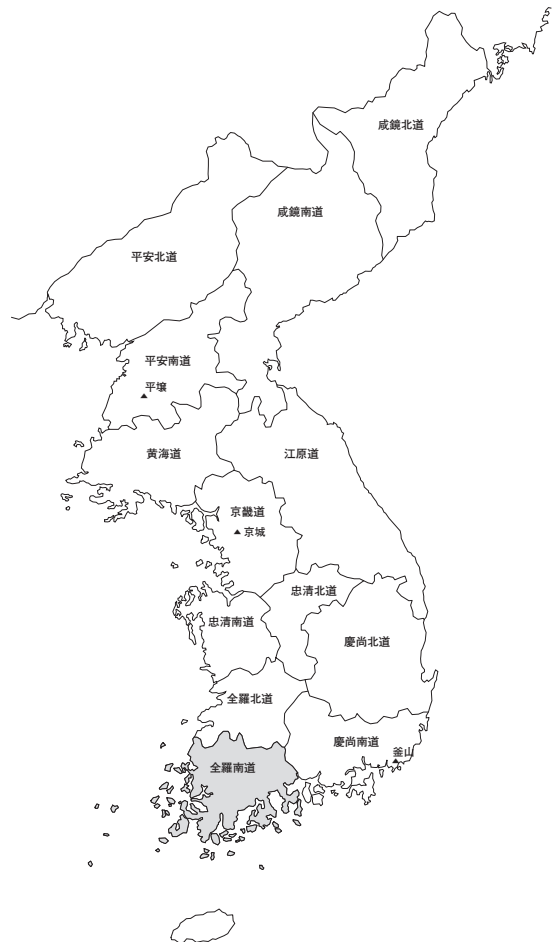 咸鏡北道
咸鏡南道
平安北道
平安南道
平壌
黄海道
江原道
京畿道
京城
忠清北道
忠清南道
慶尚北道
全羅北道
慶尚南道
釜山
全羅南道